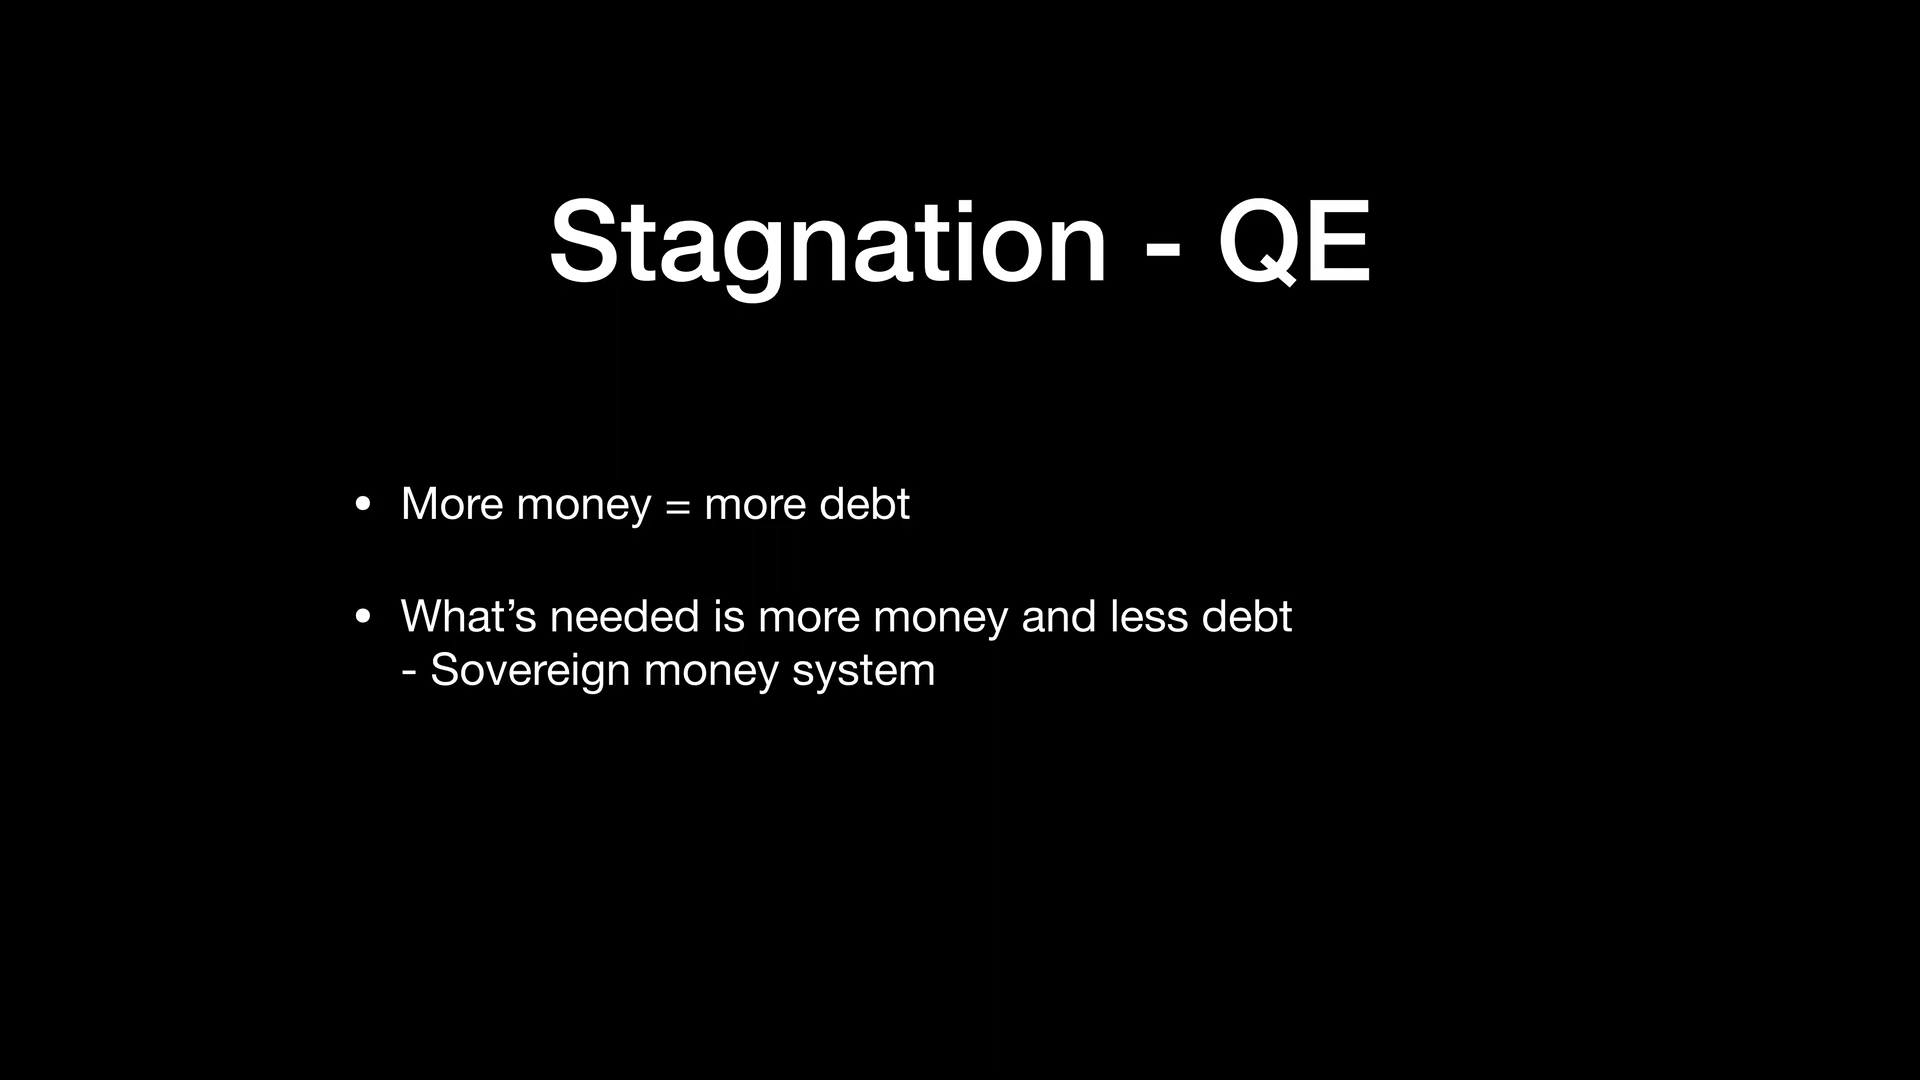 Stagnation - QE
• More money = more debt
• What’s needed is more money and less debt
- Sovereign money system